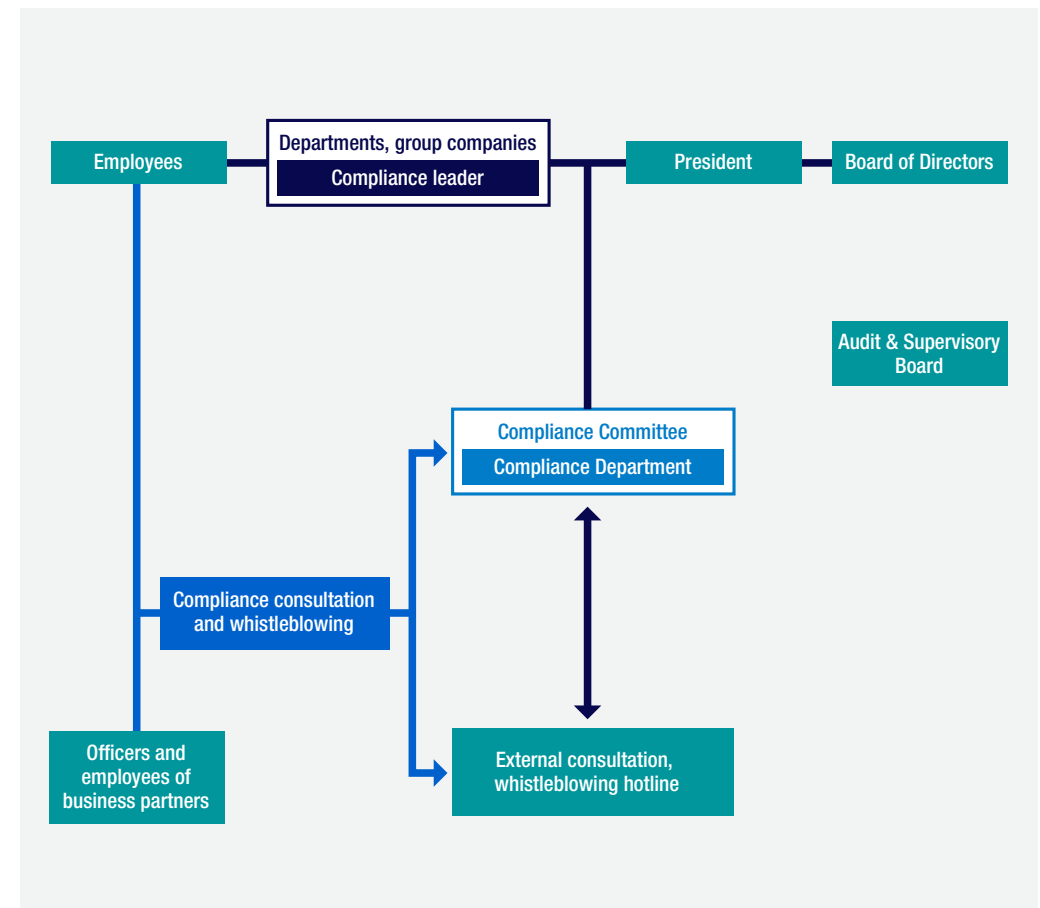 Employees
Departments, group companies
Compliance leader
President
Board of Directors
Audit & Supervisory
Board
Compliance Committee
Compliance Department
Compliance consultation
and whistleblowing
Officers and
employees of
business partners
External consultation,
whistleblowing hotline